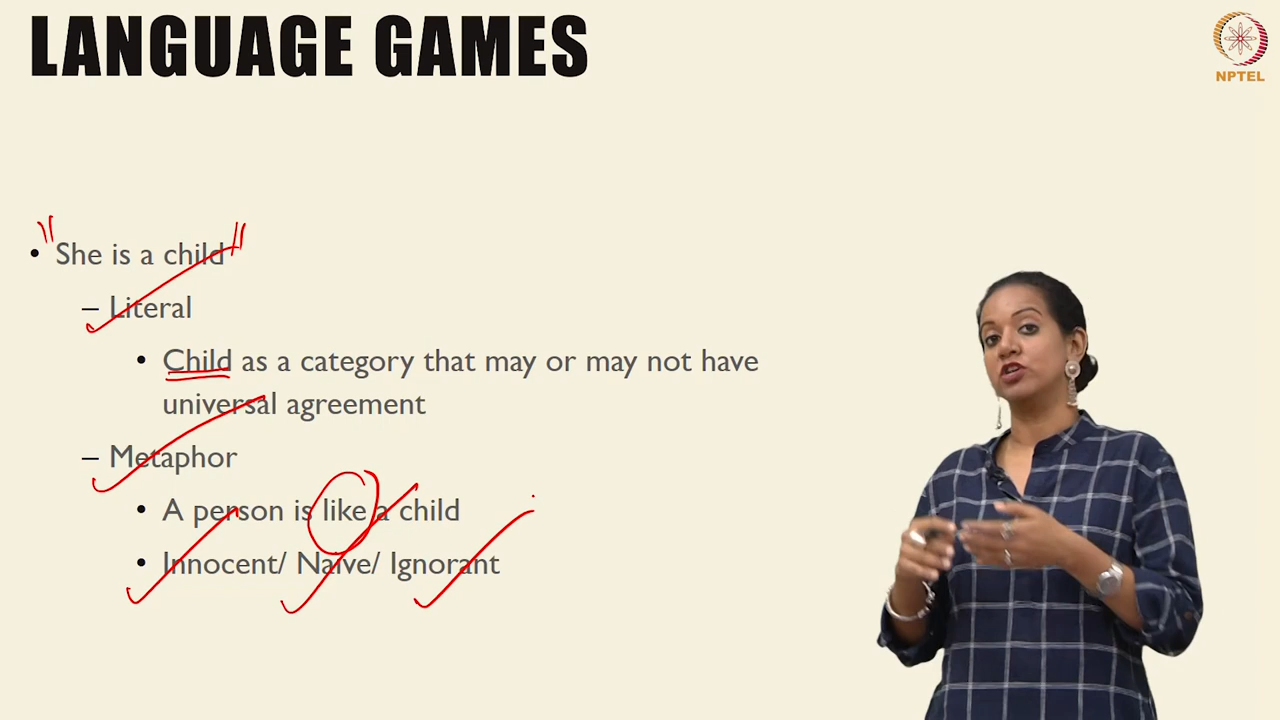 LANGUAGE GAMES
NPTEL
• "She is a child"
– Literal
• Child as a category that may or may not have
universal agreement
– Metaphor
• A person is like a child
• Innocent/ Naïve/ Ignorant